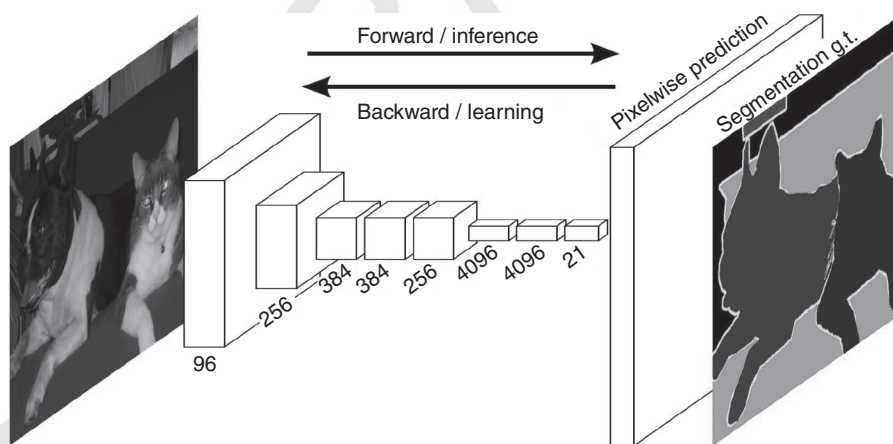 Forward / inference
Backward / learning
Pixelwise prediction
Segmentation g.t.
96
256
384
384
256
4096
4096
21